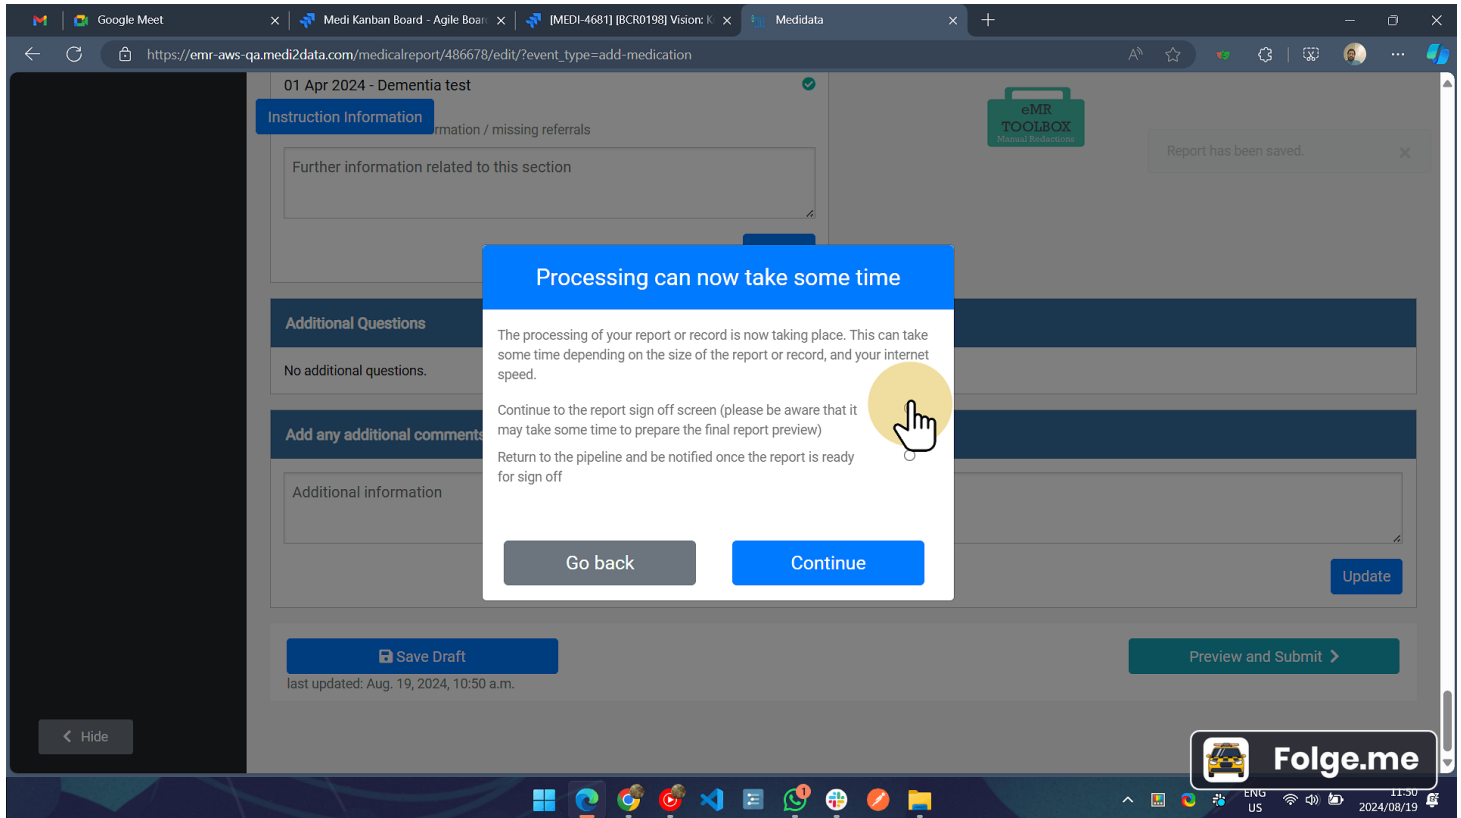 Google Meet
Medi Kanban Board - Agile Boar
[MEDI-4681] [BCR0198] Vision: K
Medidata
https://emr-aws-qa.medi2data.com/medicalreport/486678/edit/?event_type=add-medication
01 Apr 2024 - Dementia test
Instruction Information
rmation / missing referrals
Further information related to this section
eMR
TOOLBOX
Manual Redactions
Report has been saved.
Processing can now take some time
The processing of your report or record is now taking place. This can take
some time depending on the size of the report or record, and your internet
speed.
Continue to the report sign off screen (please be aware that it
may take some time to prepare the final report preview)
Return to the pipeline and be notified once the report is ready
for sign off
Go back
Continue
Additional Questions
No additional questions.
Add any additional comments
Additional information
Update
Save Draft
last updated: Aug. 19, 2024, 10:50 a.m.
Preview and Submit
Hide
Folge.me
1
ENG
US
11:50
2024/08/19